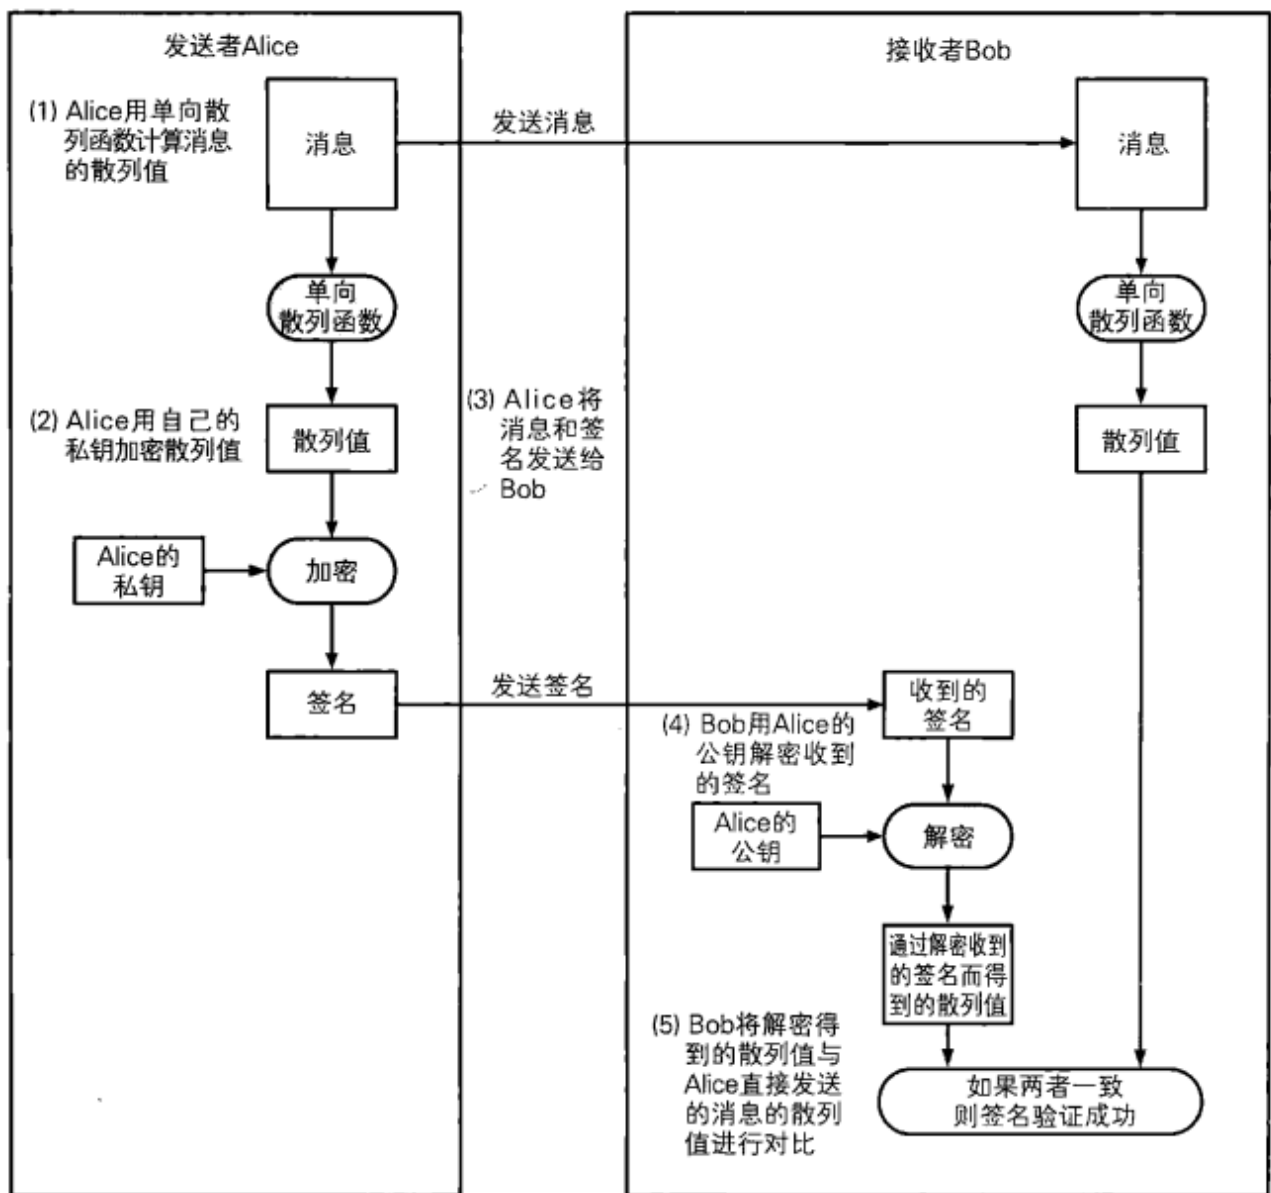 发送者Alice
接收者Bob
(1) Alice用单向散
列函数计算消息
的散列值
消息
发送消息
消息
单向
散列函数
单向
散列函数
(2) Alice用自己的
私钥加密散列值
散列值
(3) Alice将
消息和签
名发送给
Bob
散列值
Alice的
私钥
加密
签名
发送签名
收到的
签名
(4) Bob用Alice的
公钥解密收到
的签名
Alice的
公钥
解密
通过解密收到
的签名而得
到的散列值
(5) Bob将解密得
到的散列值与
Alice直接发送
的消息的散列
值进行对比
如果两者一致
则签名验证成功